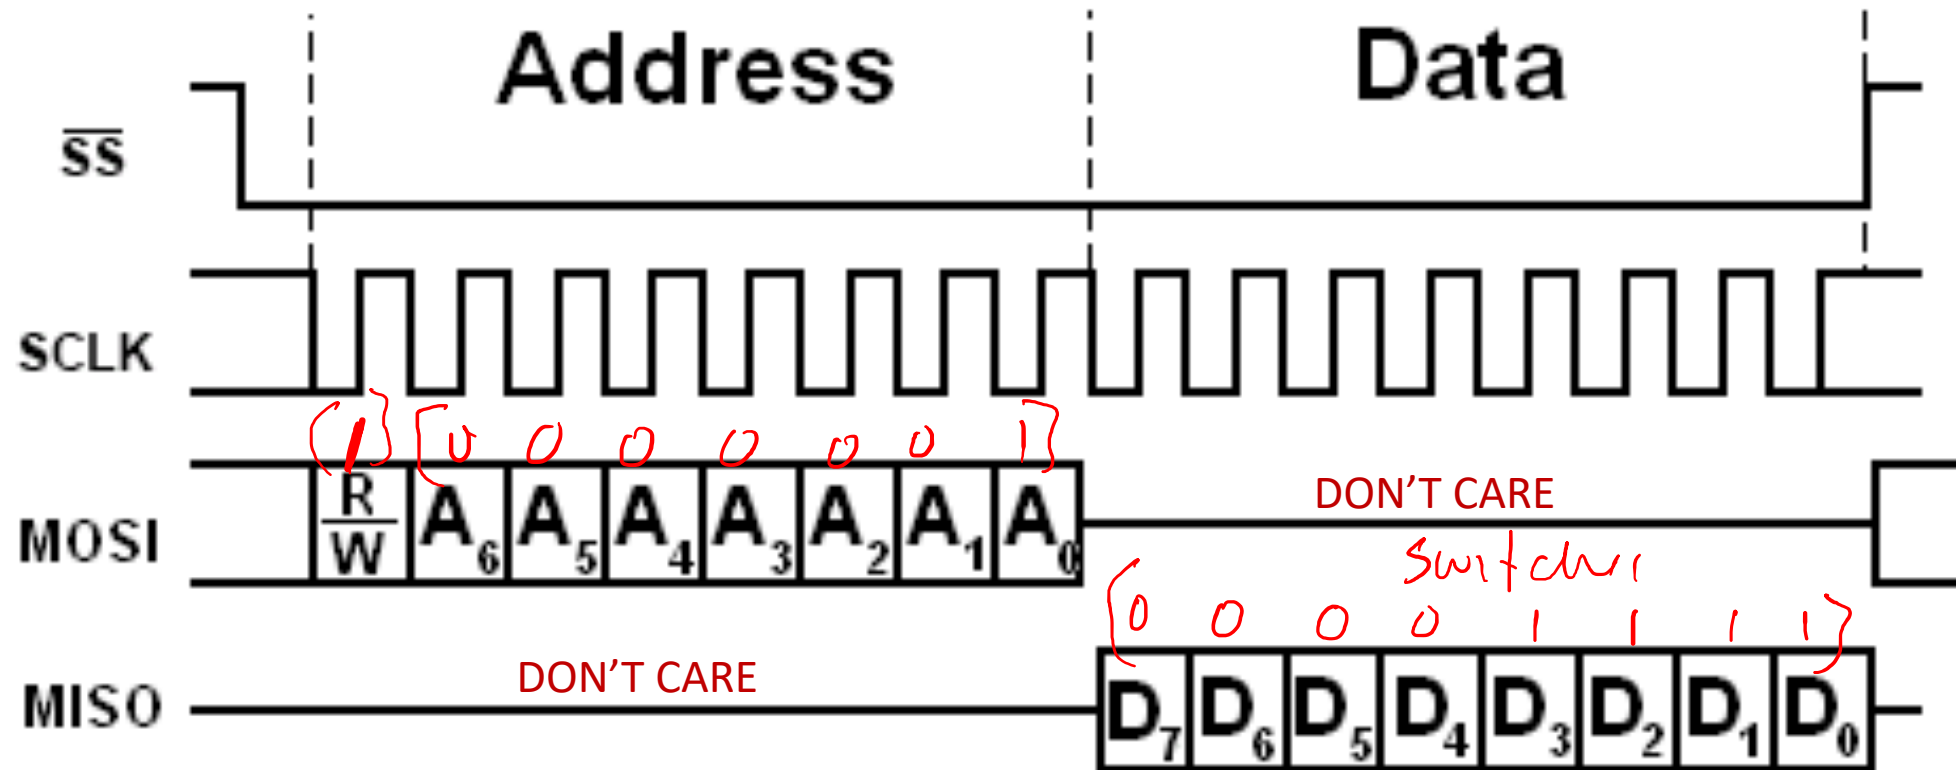 Address Data
SS
SCLK
(1) [0 0 0 0 0 0 1]
MOSI R/W A6 A5 A4 A3 A2 A1 A0 DON'T CARE
switches
[0 0 0 0 1 1 1 1]
MISO DON'T CARE D7 D6 D5 D4 D3 D2 D1 D0